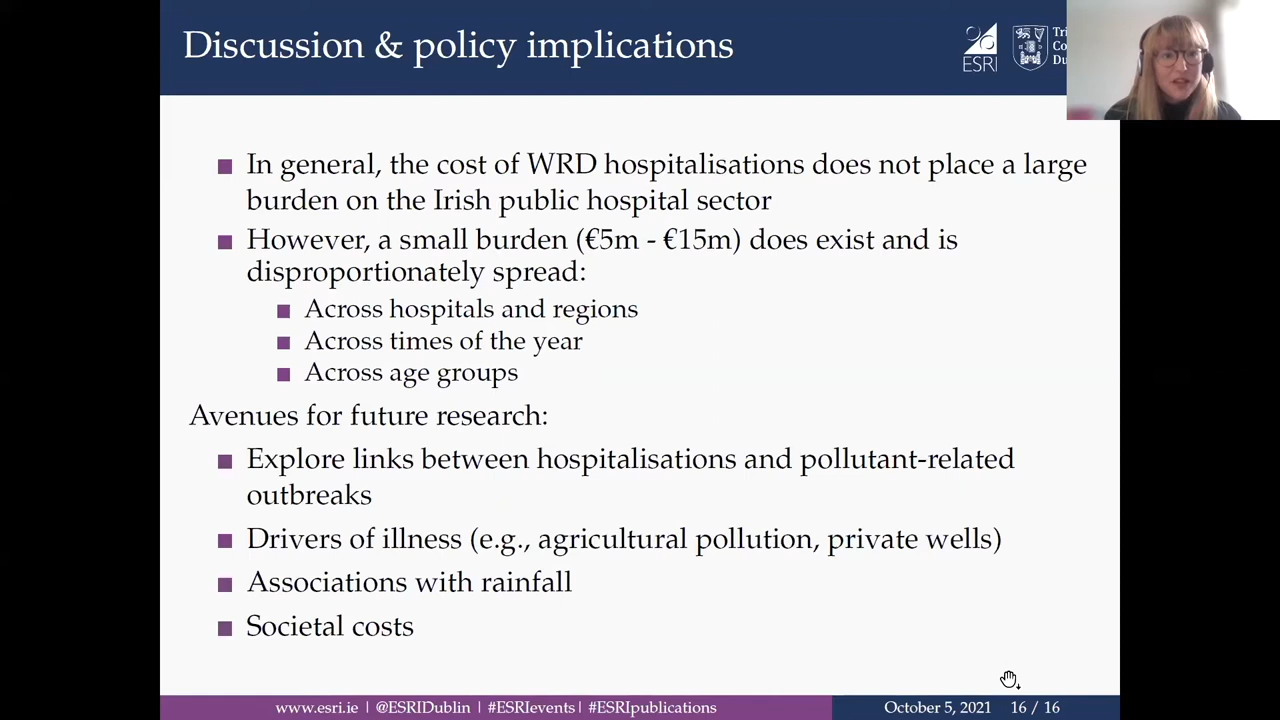 Discussion & policy implications
ESRI
Tri
Co
Du
In general, the cost of WRD hospitalisations does not place a large
burden on the Irish public hospital sector
However, a small burden (€5m - €15m) does exist and is
disproportionately spread:
Across hospitals and regions
Across times of the year
Across age groups
Avenues for future research:
Explore links between hospitalisations and pollutant-related
outbreaks
Drivers of illness (e.g., agricultural pollution, private wells)
Associations with rainfall
Societal costs
www.esri.ie | @ESRIDublin | #ESRIevents | #ESRIpublications
October 5, 2021 16 / 16